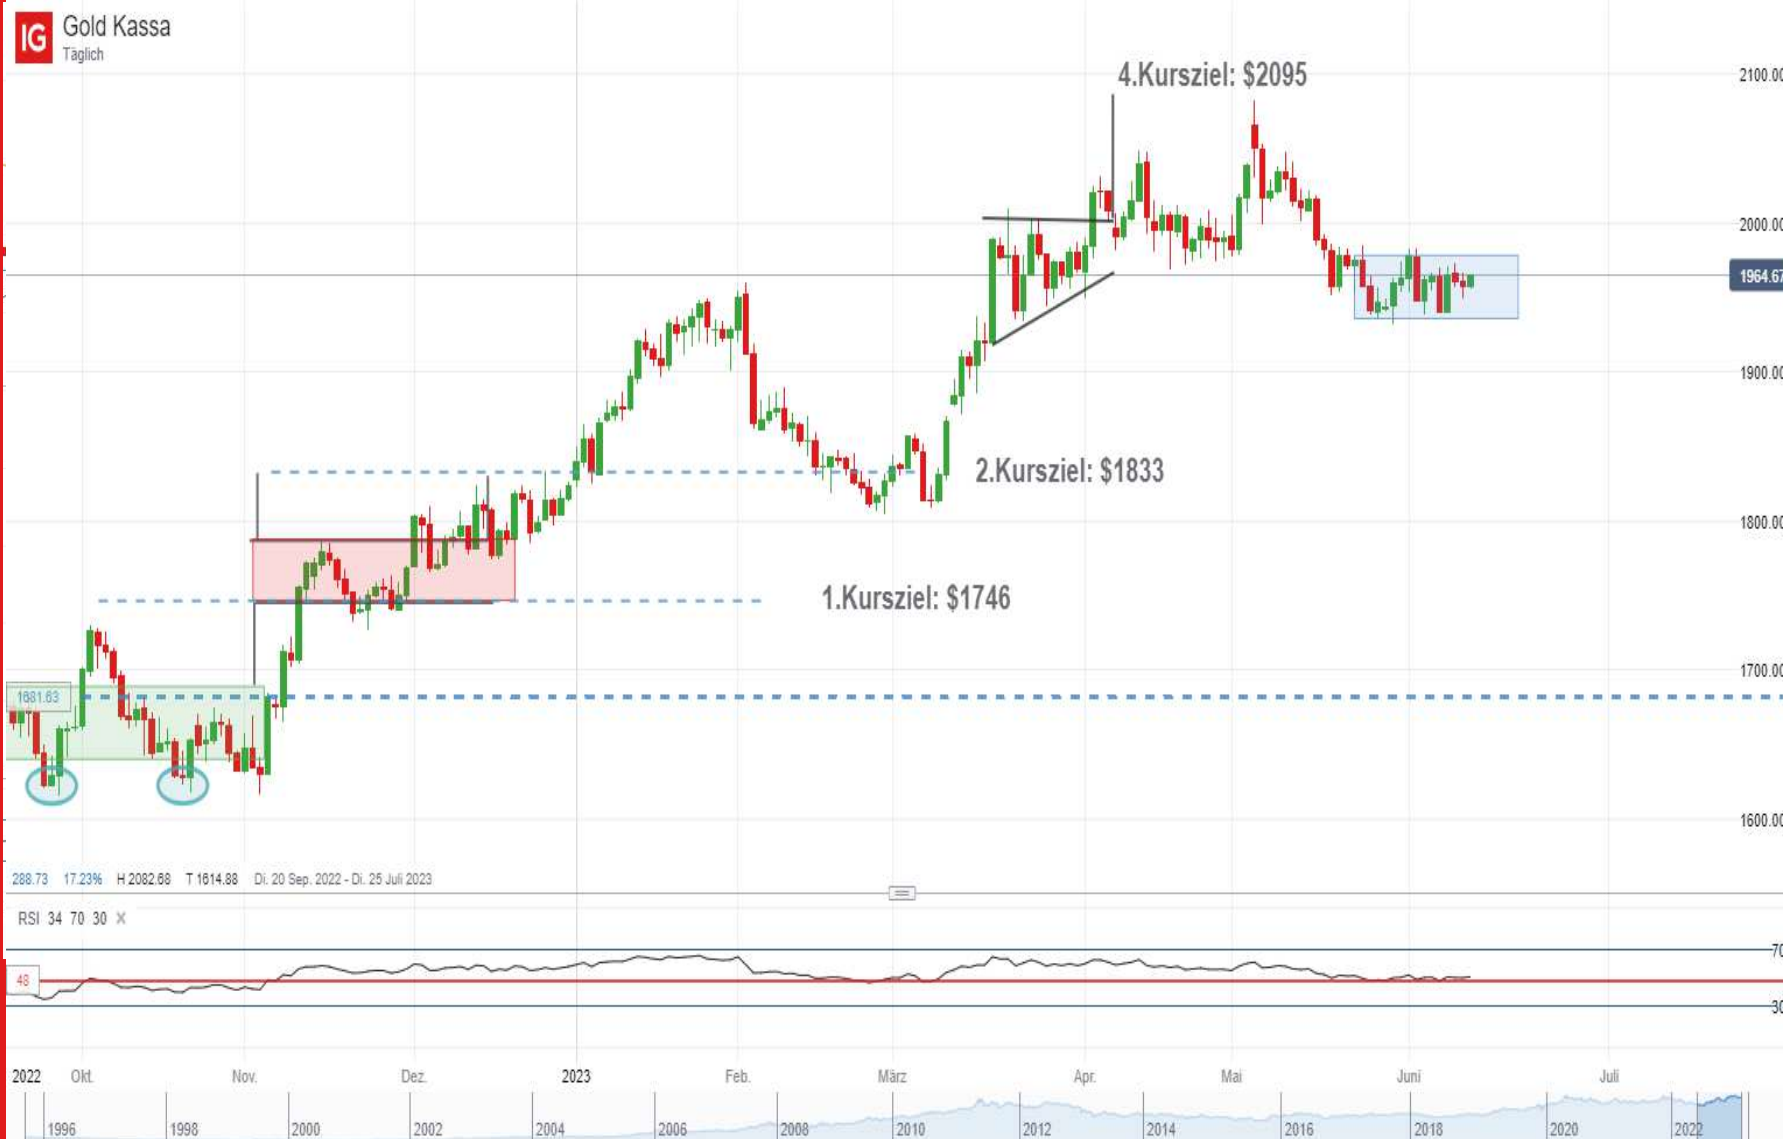 IG
Gold Kassa
Täglich
4.Kursziel: $2095
2100.00
2000.00
1964.67
1900.00
2.Kursziel: $1833
1800.00
1.Kursziel: $1746
1700.00
1681.63
1600.00
288.73 17.23% H 2082.68 T 1614.88 Di. 20 Sep. 2022 - Di. 25 Juli 2023
RSI 34 70 30 X
70
48
30
2022 Okt. Nov. Dez. 2023 Feb. März Apr. Mai Juni Juli
1996 1998 2000 2002 2004 2006 2008 2010 2012 2014 2016 2018 2020 2022